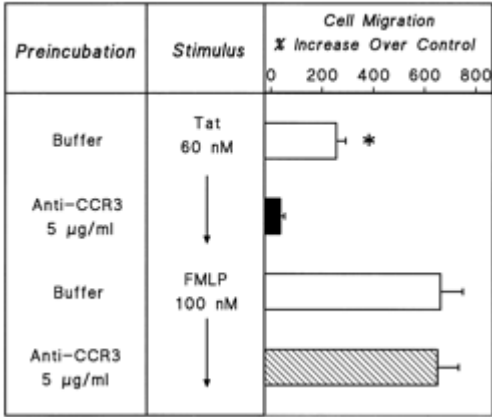 Preincubation
Stimulus
Cell Migration
% Increase Over Control
0 200 400 600 800
Buffer
Tat
60 nM
*
Anti-CCR3
5 µg/ml
Buffer
FMLP
100 nM
Anti-CCR3
5 µg/ml